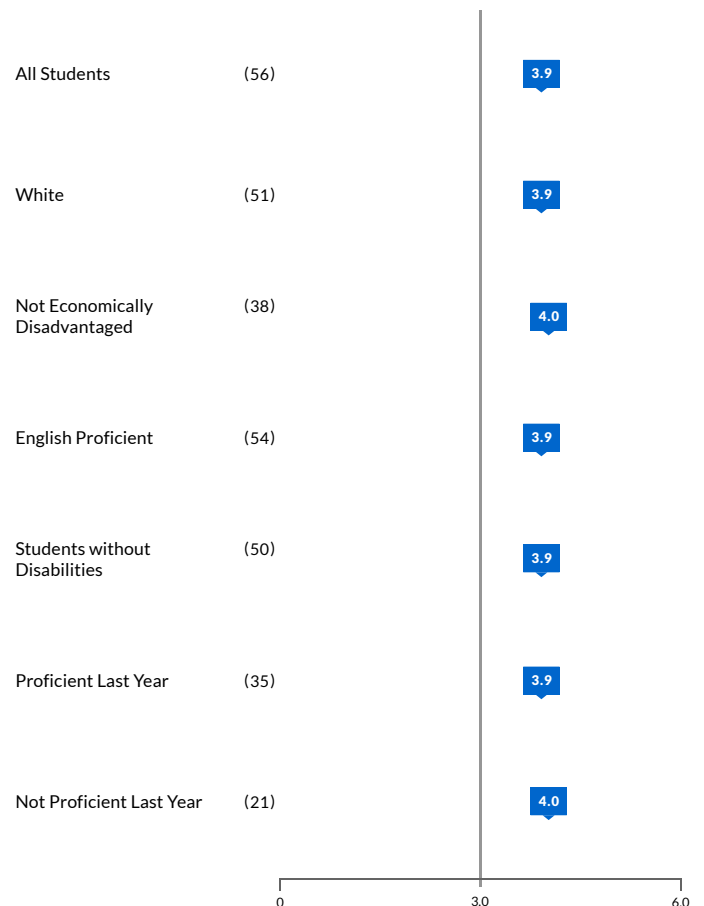 All Students (56) 3.9
White (51) 3.9
Not Economically (38)
Disadvantaged 4.0
English Proficient (54) 3.9
Students without (50)
Disabilities 3.9
Proficient Last Year (35) 3.9
Not Proficient Last Year (21) 4.0
0 3.0 6.0